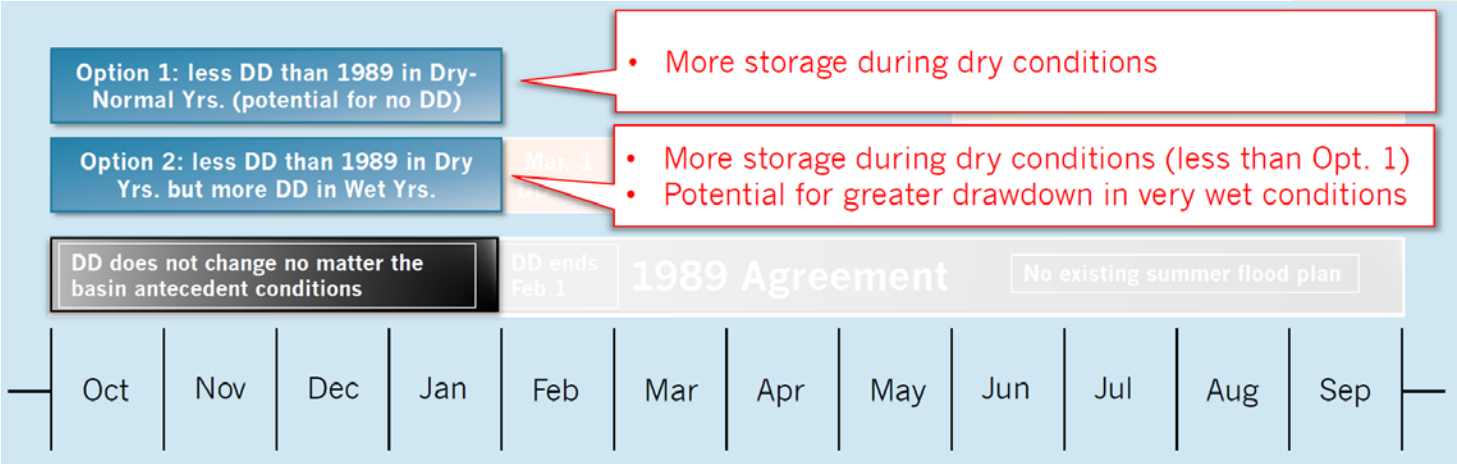 Option 1: less DD than 1989 in Dry-
Normal Yrs. (potential for no DD)
• More storage during dry conditions
Option 2: less DD than 1989 in Dry
Yrs. but more DD in Wet Yrs.
Mar. 1
• More storage during dry conditions (less than Opt. 1)
• Potential for greater drawdown in very wet conditions
DD does not change no matter the
basin antecedent conditions
DD ends
Feb 1
1989 Agreement
No existing summer flood plan
Oct Nov Dec Jan Feb Mar Apr May Jun Jul Aug Sep